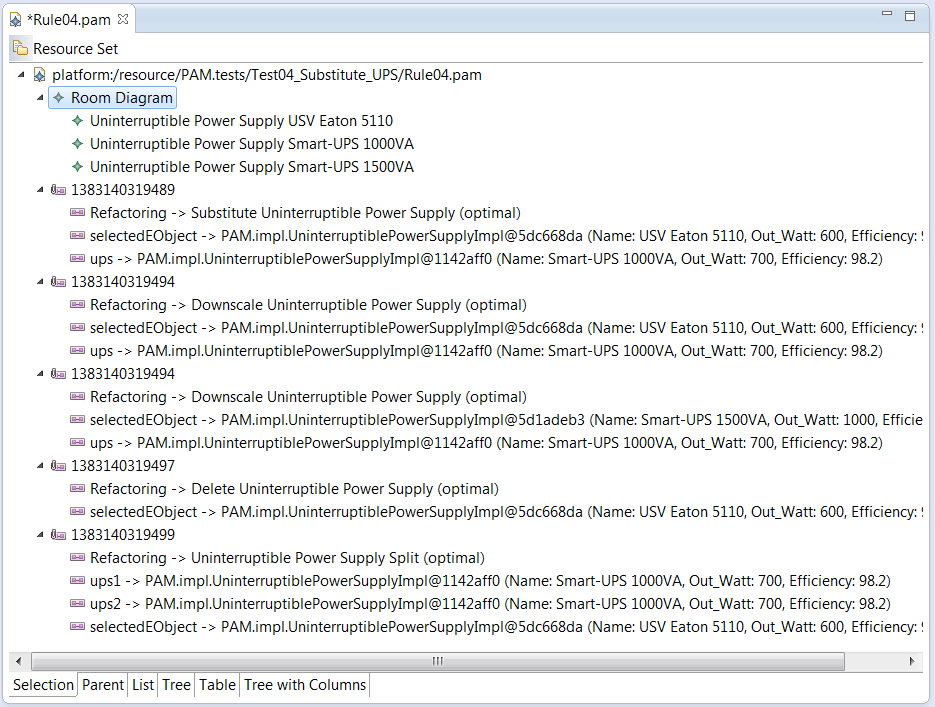 *Rule04.pam
Resource Set
platform:/resource/PAM.tests/Test04_Substitute_UPS/Rule04.pam
Room Diagram
Uninterruptible Power Supply USV Eaton 5110
Uninterruptible Power Supply Smart-UPS 1000VA
Uninterruptible Power Supply Smart-UPS 1500VA
1383140319489
Refactoring -> Substitute Uninterruptible Power Supply (optimal)
selectedEObject -> PAM.impl.UninterruptiblePowerSupplyImpl@5dc668da (Name: USV Eaton 5110, Out_Watt: 600, Efficiency:
ups -> PAM.impl.UninterruptiblePowerSupplyImpl@1142aff0 (Name: Smart-UPS 1000VA, Out_Watt: 700, Efficiency: 98.2)
1383140319494
Refactoring -> Downscale Uninterruptible Power Supply (optimal)
selectedEObject -> PAM.impl.UninterruptiblePowerSupplyImpl@5dc668da (Name: USV Eaton 5110, Out_Watt: 600, Efficiency:
ups -> PAM.impl.UninterruptiblePowerSupplyImpl@1142aff0 (Name: Smart-UPS 1000VA, Out_Watt: 700, Efficiency: 98.2)
1383140319494
Refactoring -> Downscale Uninterruptible Power Supply (optimal)
selectedEObject -> PAM.impl.UninterruptiblePowerSupplyImpl@5d1adeb3 (Name: Smart-UPS 1500VA, Out_Watt: 1000, Efficie
ups -> PAM.impl.UninterruptiblePowerSupplyImpl@1142aff0 (Name: Smart-UPS 1000VA, Out_Watt: 700, Efficiency: 98.2)
1383140319497
Refactoring -> Delete Uninterruptible Power Supply (optimal)
selectedEObject -> PAM.impl.UninterruptiblePowerSupplyImpl@5dc668da (Name: USV Eaton 5110, Out_Watt: 600, Efficiency:
1383140319499
Refactoring -> Uninterruptible Power Supply Split (optimal)
ups1 -> PAM.impl.UninterruptiblePowerSupplyImpl@1142aff0 (Name: Smart-UPS 1000VA, Out_Watt: 700, Efficiency: 98.2)
ups2 -> PAM.impl.UninterruptiblePowerSupplyImpl@1142aff0 (Name: Smart-UPS 1000VA, Out_Watt: 700, Efficiency: 98.2)
selectedEObject -> PAM.impl.UninterruptiblePowerSupplyImpl@5dc668da (Name: USV Eaton 5110, Out_Watt: 600, Efficiency:
Selection Parent List Tree Table Tree with Columns